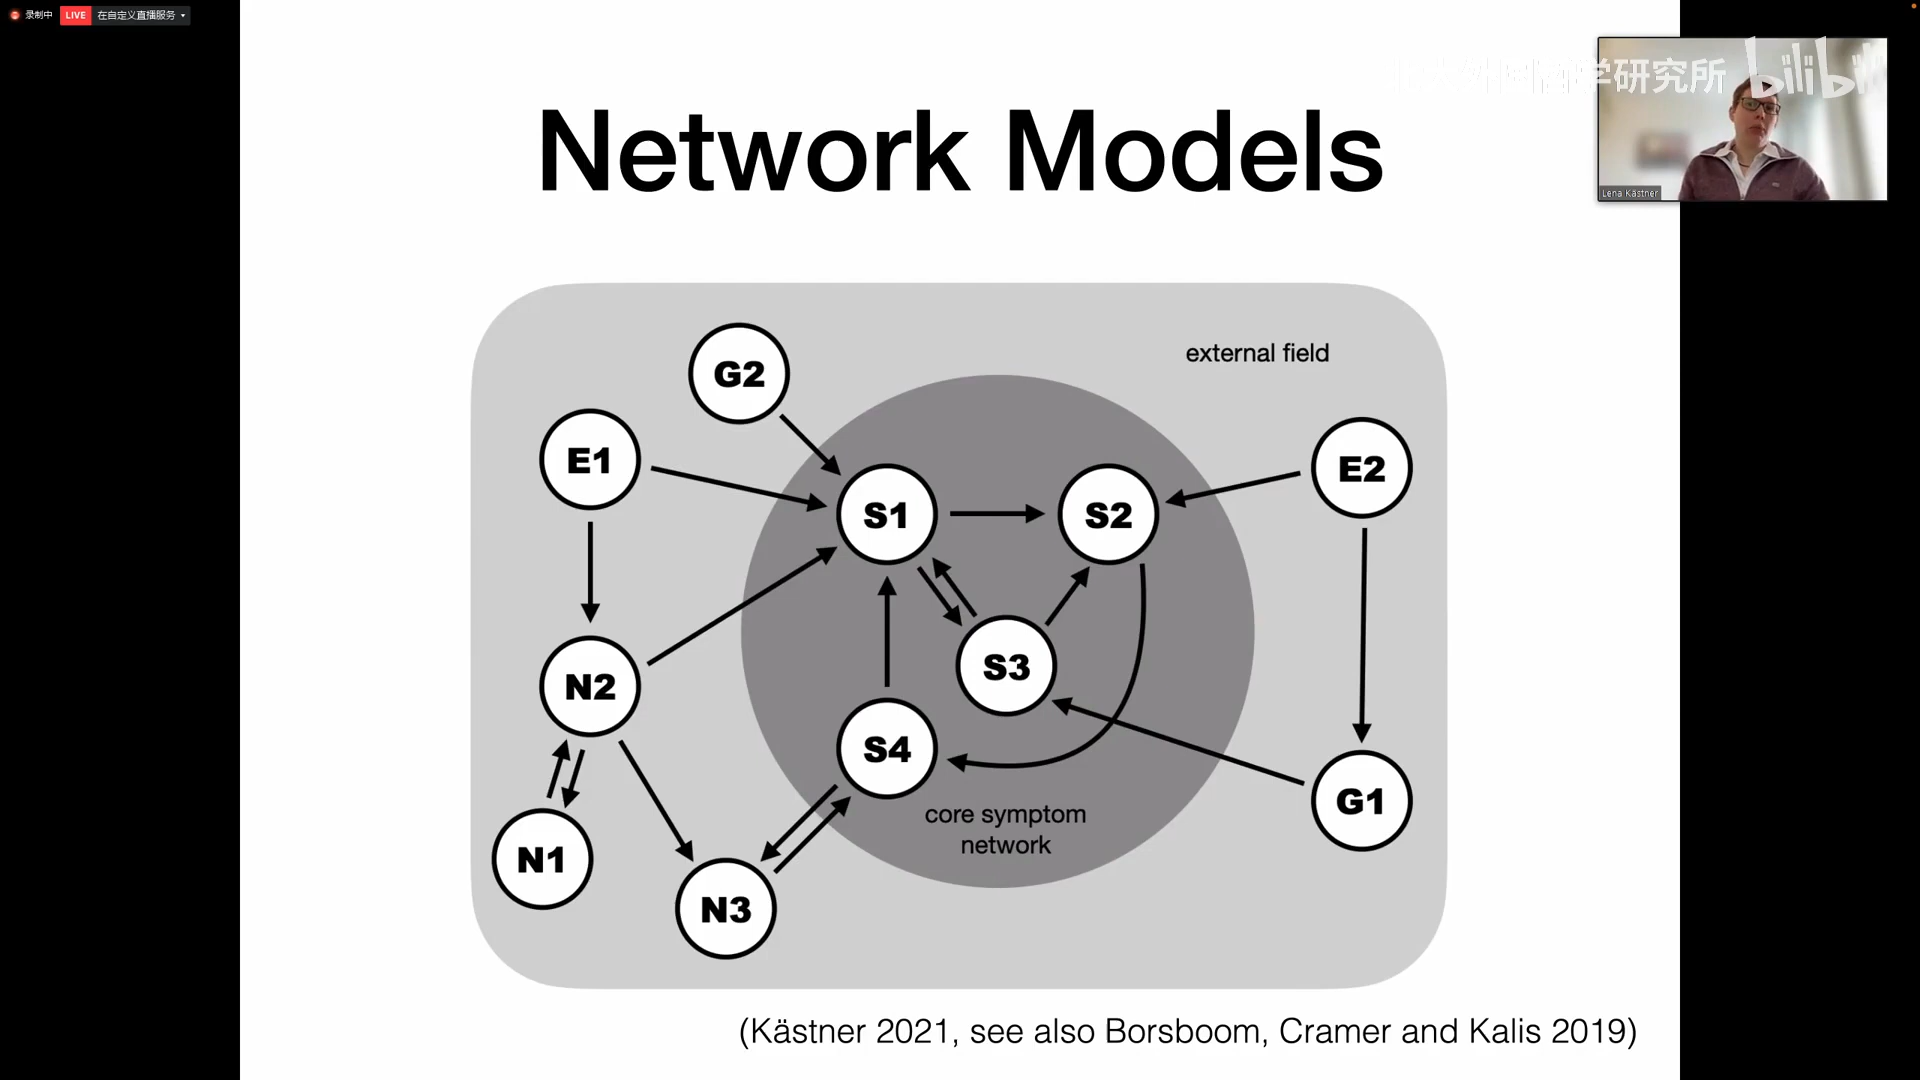 录制中
LIVE
在自定义直播服务
学研究所
bilibili
Lena Kästner
Network Models
external field
G2
E1
E2
S1
S2
S3
N2
S4
G1
core symptom
network
N1
N3
(Kästner 2021, see also Borsboom, Cramer and Kalis 2019)